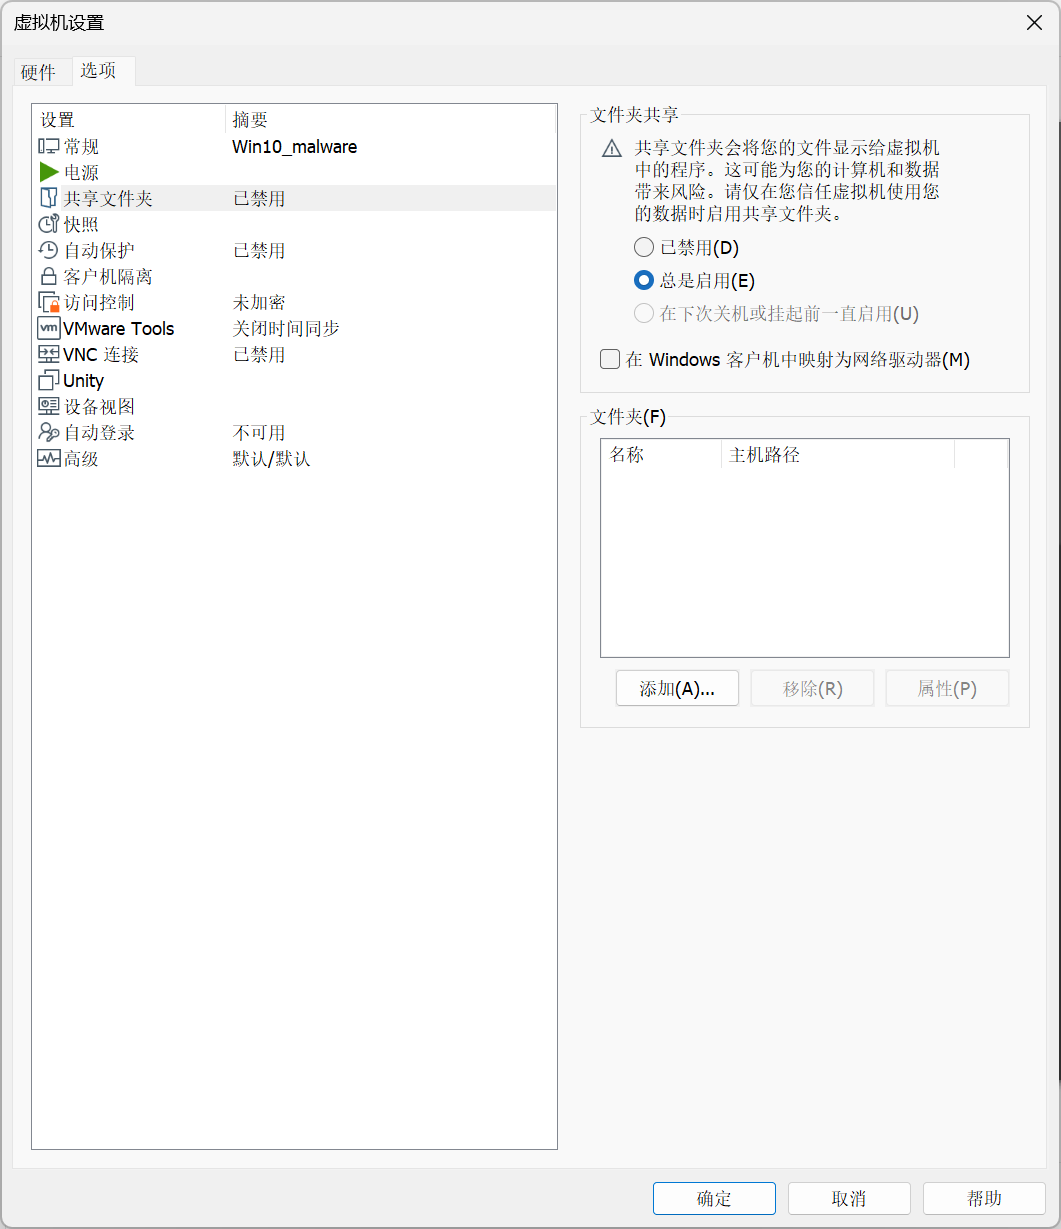 虚拟机设置
硬件 选项
设置 摘要
常规 Win10_malware
电源
共享文件夹 已禁用
快照
自动保护 已禁用
客户机隔离
访问控制 未加密
vm VMware Tools 关闭时间同步
VNC 连接 已禁用
Unity
设备视图
自动登录 不可用
高级 默认/默认
文件夹共享
共享文件夹会将您的文件显示给虚拟机
中的程序。这可能为您的计算机和数据
带来风险。请仅在您信任虚拟机使用您
的数据时启用共享文件夹。
已禁用(D)
总是启用(E)
在下次关机或挂起前一直启用(U)
在 Windows 客户机中映射为网络驱动器(M)
文件夹(F)
名称 主机路径
添加(A)... 移除(R) 属性(P)
确定 取消 帮助